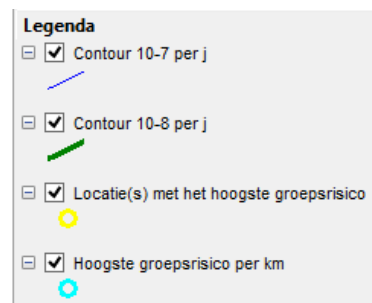 Legenda
Contour 10-7 per j
Contour 10-8 per j
Locatie(s) met het hoogste groepsrisico
Hoogste groepsrisico per km